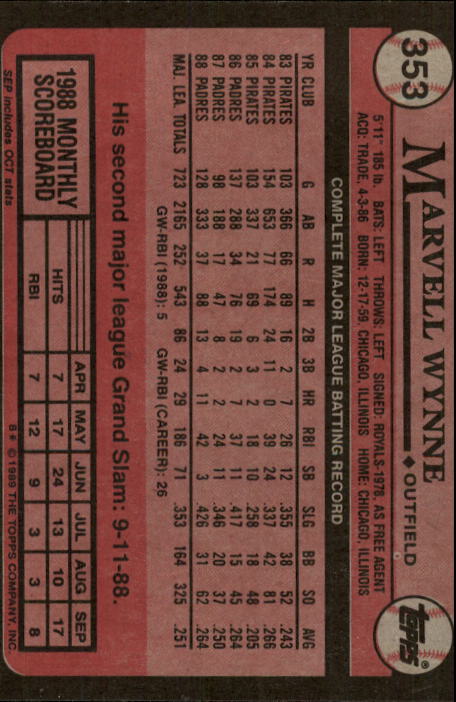 353
MARVELL WYNNE ◆ OUTFIELD
topps®
5'11" 185 lb. BATS: LEFT THROWS: LEFT SIGNED: ROYALS-1978, AS FREE AGENT
ACQ: TRADE, 4-3-86 BORN: 12-17-59, CHICAGO, ILLINOIS HOME: CHICAGO, ILLINOIS
COMPLETE MAJOR LEAGUE BATTING RECORD
YR CLUB G AB R H 2B 3B HR RBI SB SLG BB SO AVG
83 PIRATES 103 366 66 89 16 2 7 26 12 .355 38 52 .243
84 PIRATES 154 653 77 174 24 11 0 39 24 .337 42 81 .266
85 PIRATES 103 337 21 69 6 3 2 18 10 .258 18 48 .205
86 PADRES 137 288 34 76 19 2 7 37 11 .417 15 45 .264
87 PADRES 98 188 17 47 8 2 2 24 11 .346 20 37 .250
88 PADRES 128 333 37 88 13 4 11 42 3 .426 31 62 .264
MAJ. LEA. TOTALS 723 2165 252 543 86 24 29 186 71 .353 164 325 .251
GW-RBI (1988): 5 GW-RBI (CAREER): 26
His second major league Grand Slam: 9-11-88.
1988 MONTHLY
SCOREBOARD
APR MAY JUN JUL AUG SEP
HITS 7 17 24 13 10 17
RBI 7 12 9 3 3 8
SEP includes OCT stats
8* © 1989 THE TOPPS COMPANY, INC.